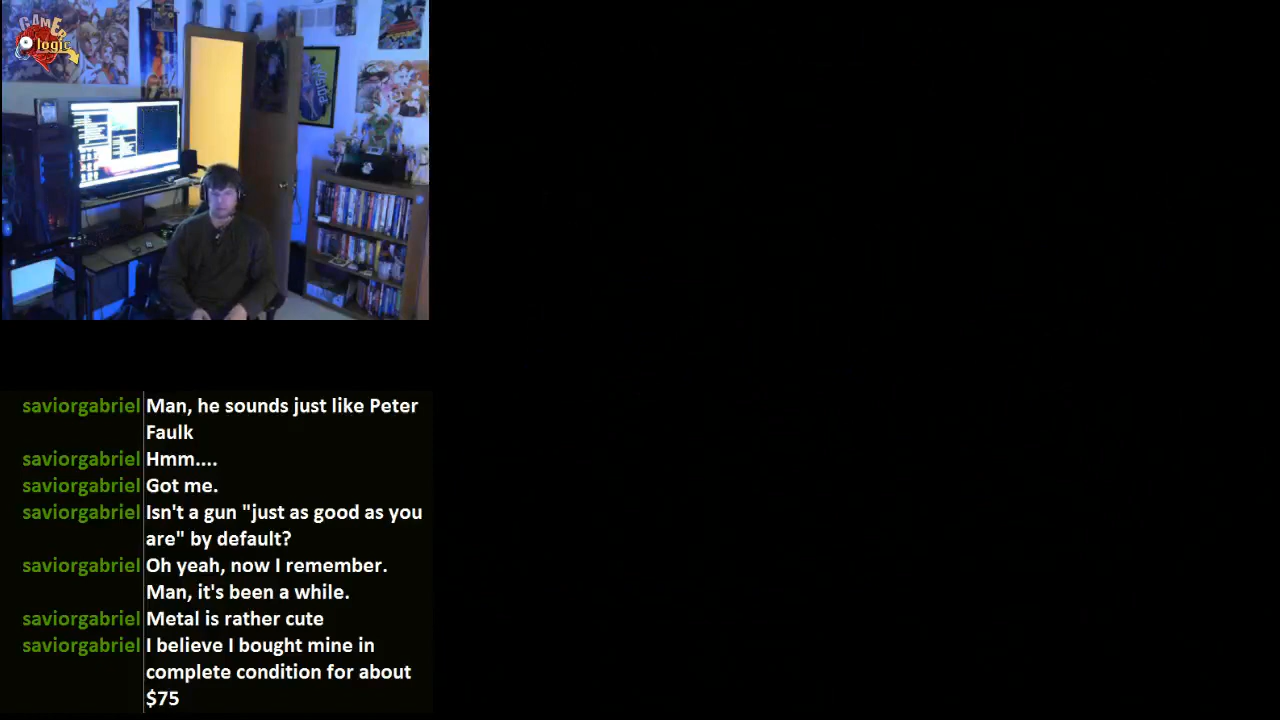 GAMER
logic
saviorgabriel Man, he sounds just like Peter
Faulk
saviorgabriel Hmm....
saviorgabriel Got me.
saviorgabriel Isn't a gun "just as good as you
are" by default?
saviorgabriel Oh yeah, now I remember.
Man, it's been a while.
saviorgabriel Metal is rather cute
saviorgabriel I believe I bought mine in
complete condition for about
$75